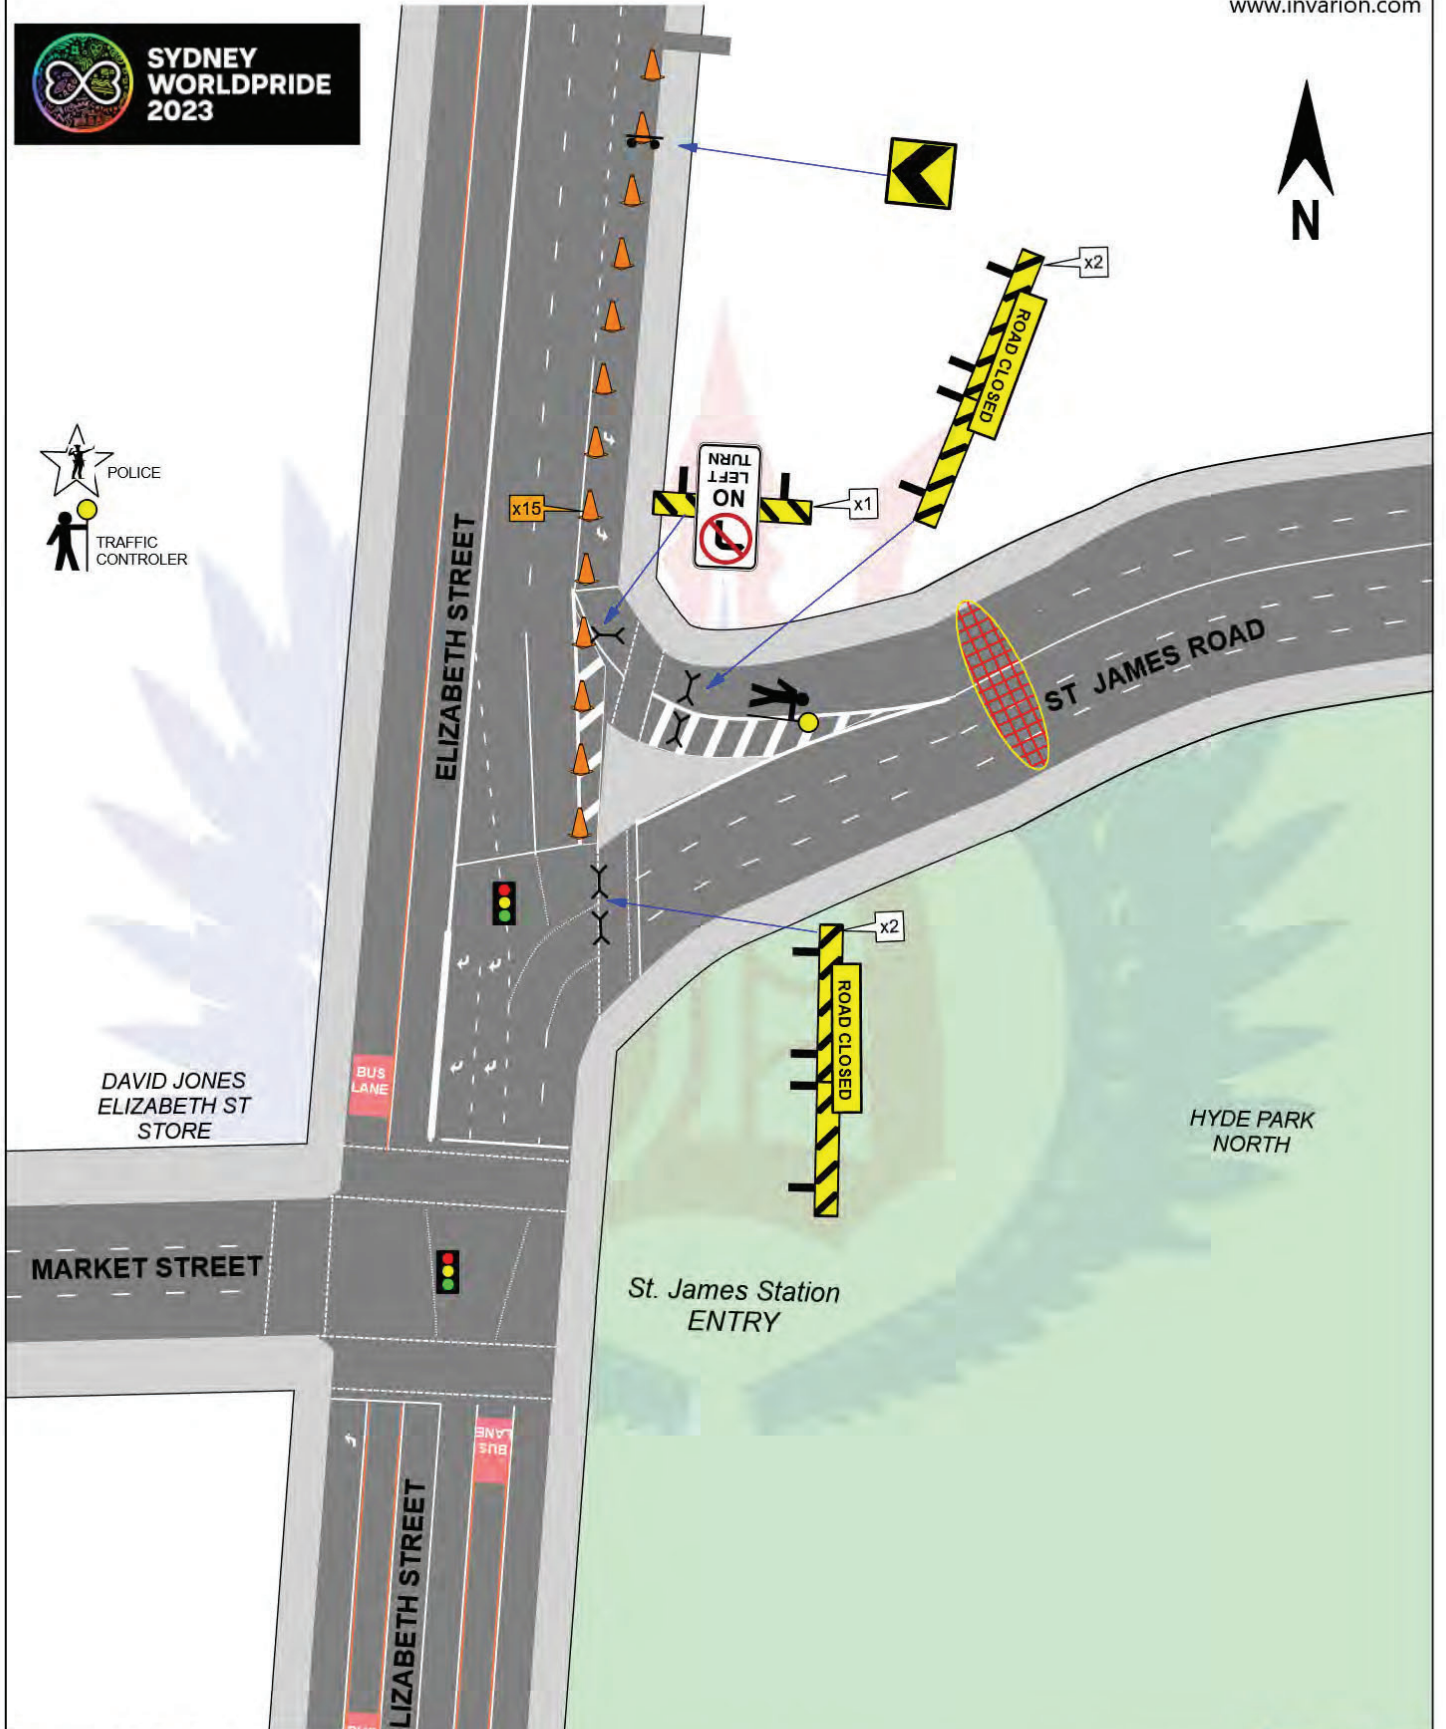 www.invarion.com
SYDNEY
WORLDPRIDE
2023
N
x2
ROAD CLOSED
NO
LEFT
TURN
x1
x15
POLICE
TRAFFIC
CONTROLER
ELIZABETH STREET
ST JAMES ROAD
x2
ROAD CLOSED
BUS
LANE
DAVID JONES
ELIZABETH ST
STORE
HYDE PARK
NORTH
MARKET STREET
St. James Station
ENTRY
BUS
LANE
LIZABETH STREET